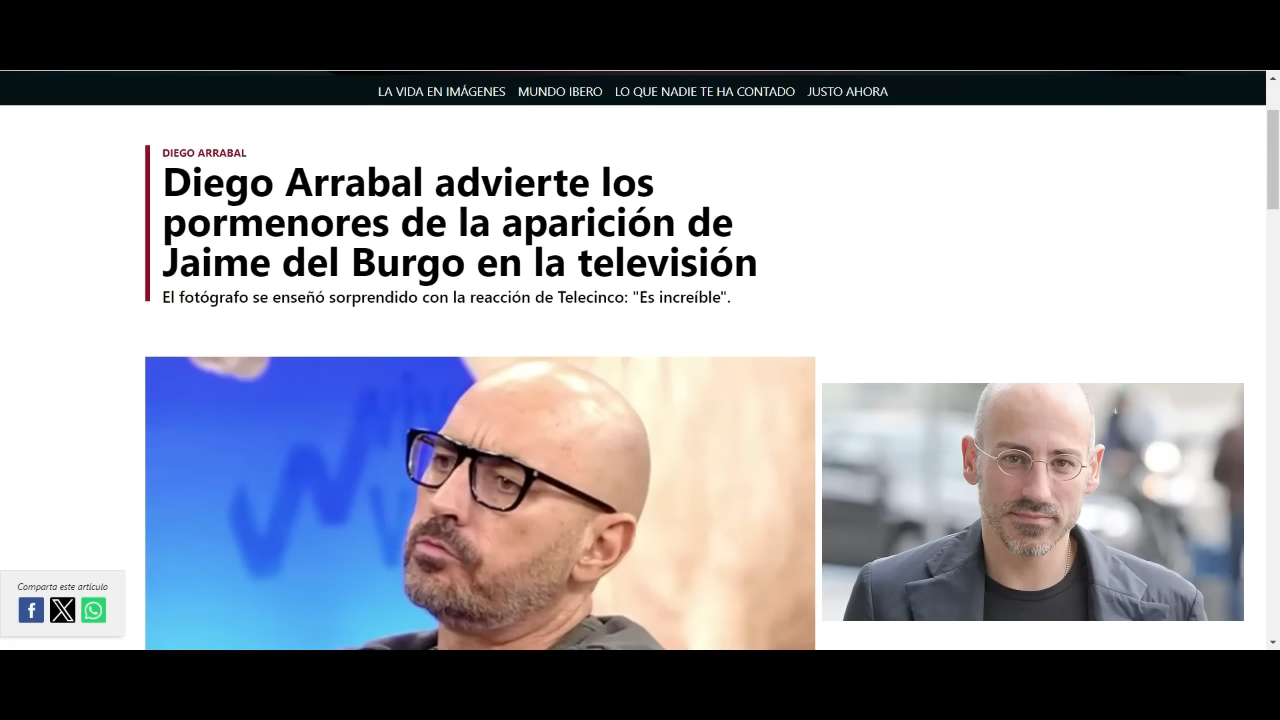 LA VIDA EN IMÁGENES MUNDO IBERO LO QUE NADIE TE HA CONTADO JUSTO AHORA
DIEGO ARRABAL
Diego Arrabal advierte los
pormenores de la aparición de
Jaime del Burgo en la televisión
El fotógrafo se enseñó sorprendido con la reacción de Telecinco: "Es increíble".
Comparta este artículo